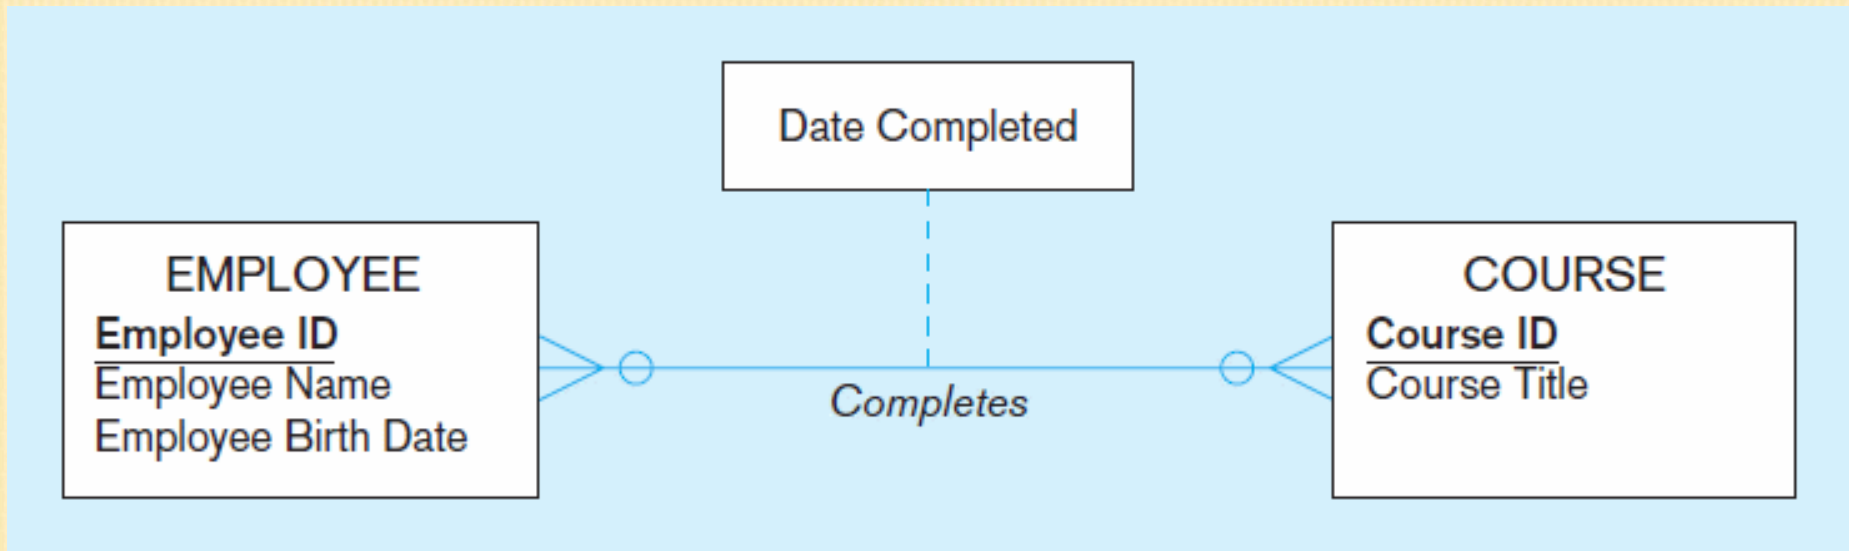 Date Completed
EMPLOYEE
Employee ID
Employee Name
Employee Birth Date
Completes
COURSE
Course ID
Course Title